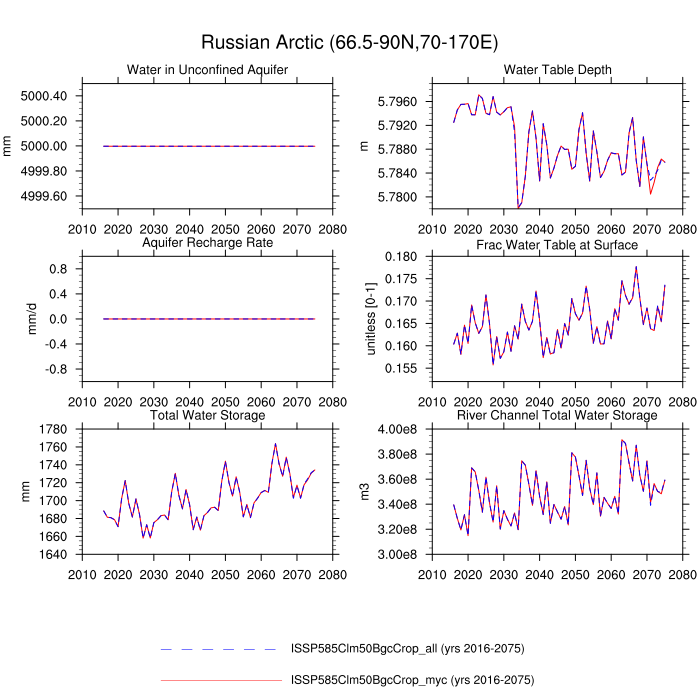 Russian Arctic (66.5-90N,70-170E)
Water in Unconfined Aquifer
5000.40
5000.20
5000.00
4999.80
4999.60
mm
2010 2020 2030 2040 2050 2060 2070 2080
Water Table Depth
5.7960
5.7920
5.7880
5.7840
5.7800
m
2010 2020 2030 2040 2050 2060 2070 2080
Aquifer Recharge Rate
0.8
0.4
0.0
-0.4
-0.8
mm/d
2010 2020 2030 2040 2050 2060 2070 2080
Frac Water Table at Surface
0.180
0.175
0.170
0.165
0.160
0.155
unitless [0-1]
2010 2020 2030 2040 2050 2060 2070 2080
Total Water Storage
1780
1760
1740
1720
1700
1680
1660
1640
mm
2010 2020 2030 2040 2050 2060 2070 2080
River Channel Total Water Storage
4.00e8
3.80e8
3.60e8
3.40e8
3.20e8
3.00e8
m3
2010 2020 2030 2040 2050 2060 2070 2080
ISSP585Clm50BgcCrop_all (yrs 2016-2075)
ISSP585Clm50BgcCrop_myc (yrs 2016-2075)